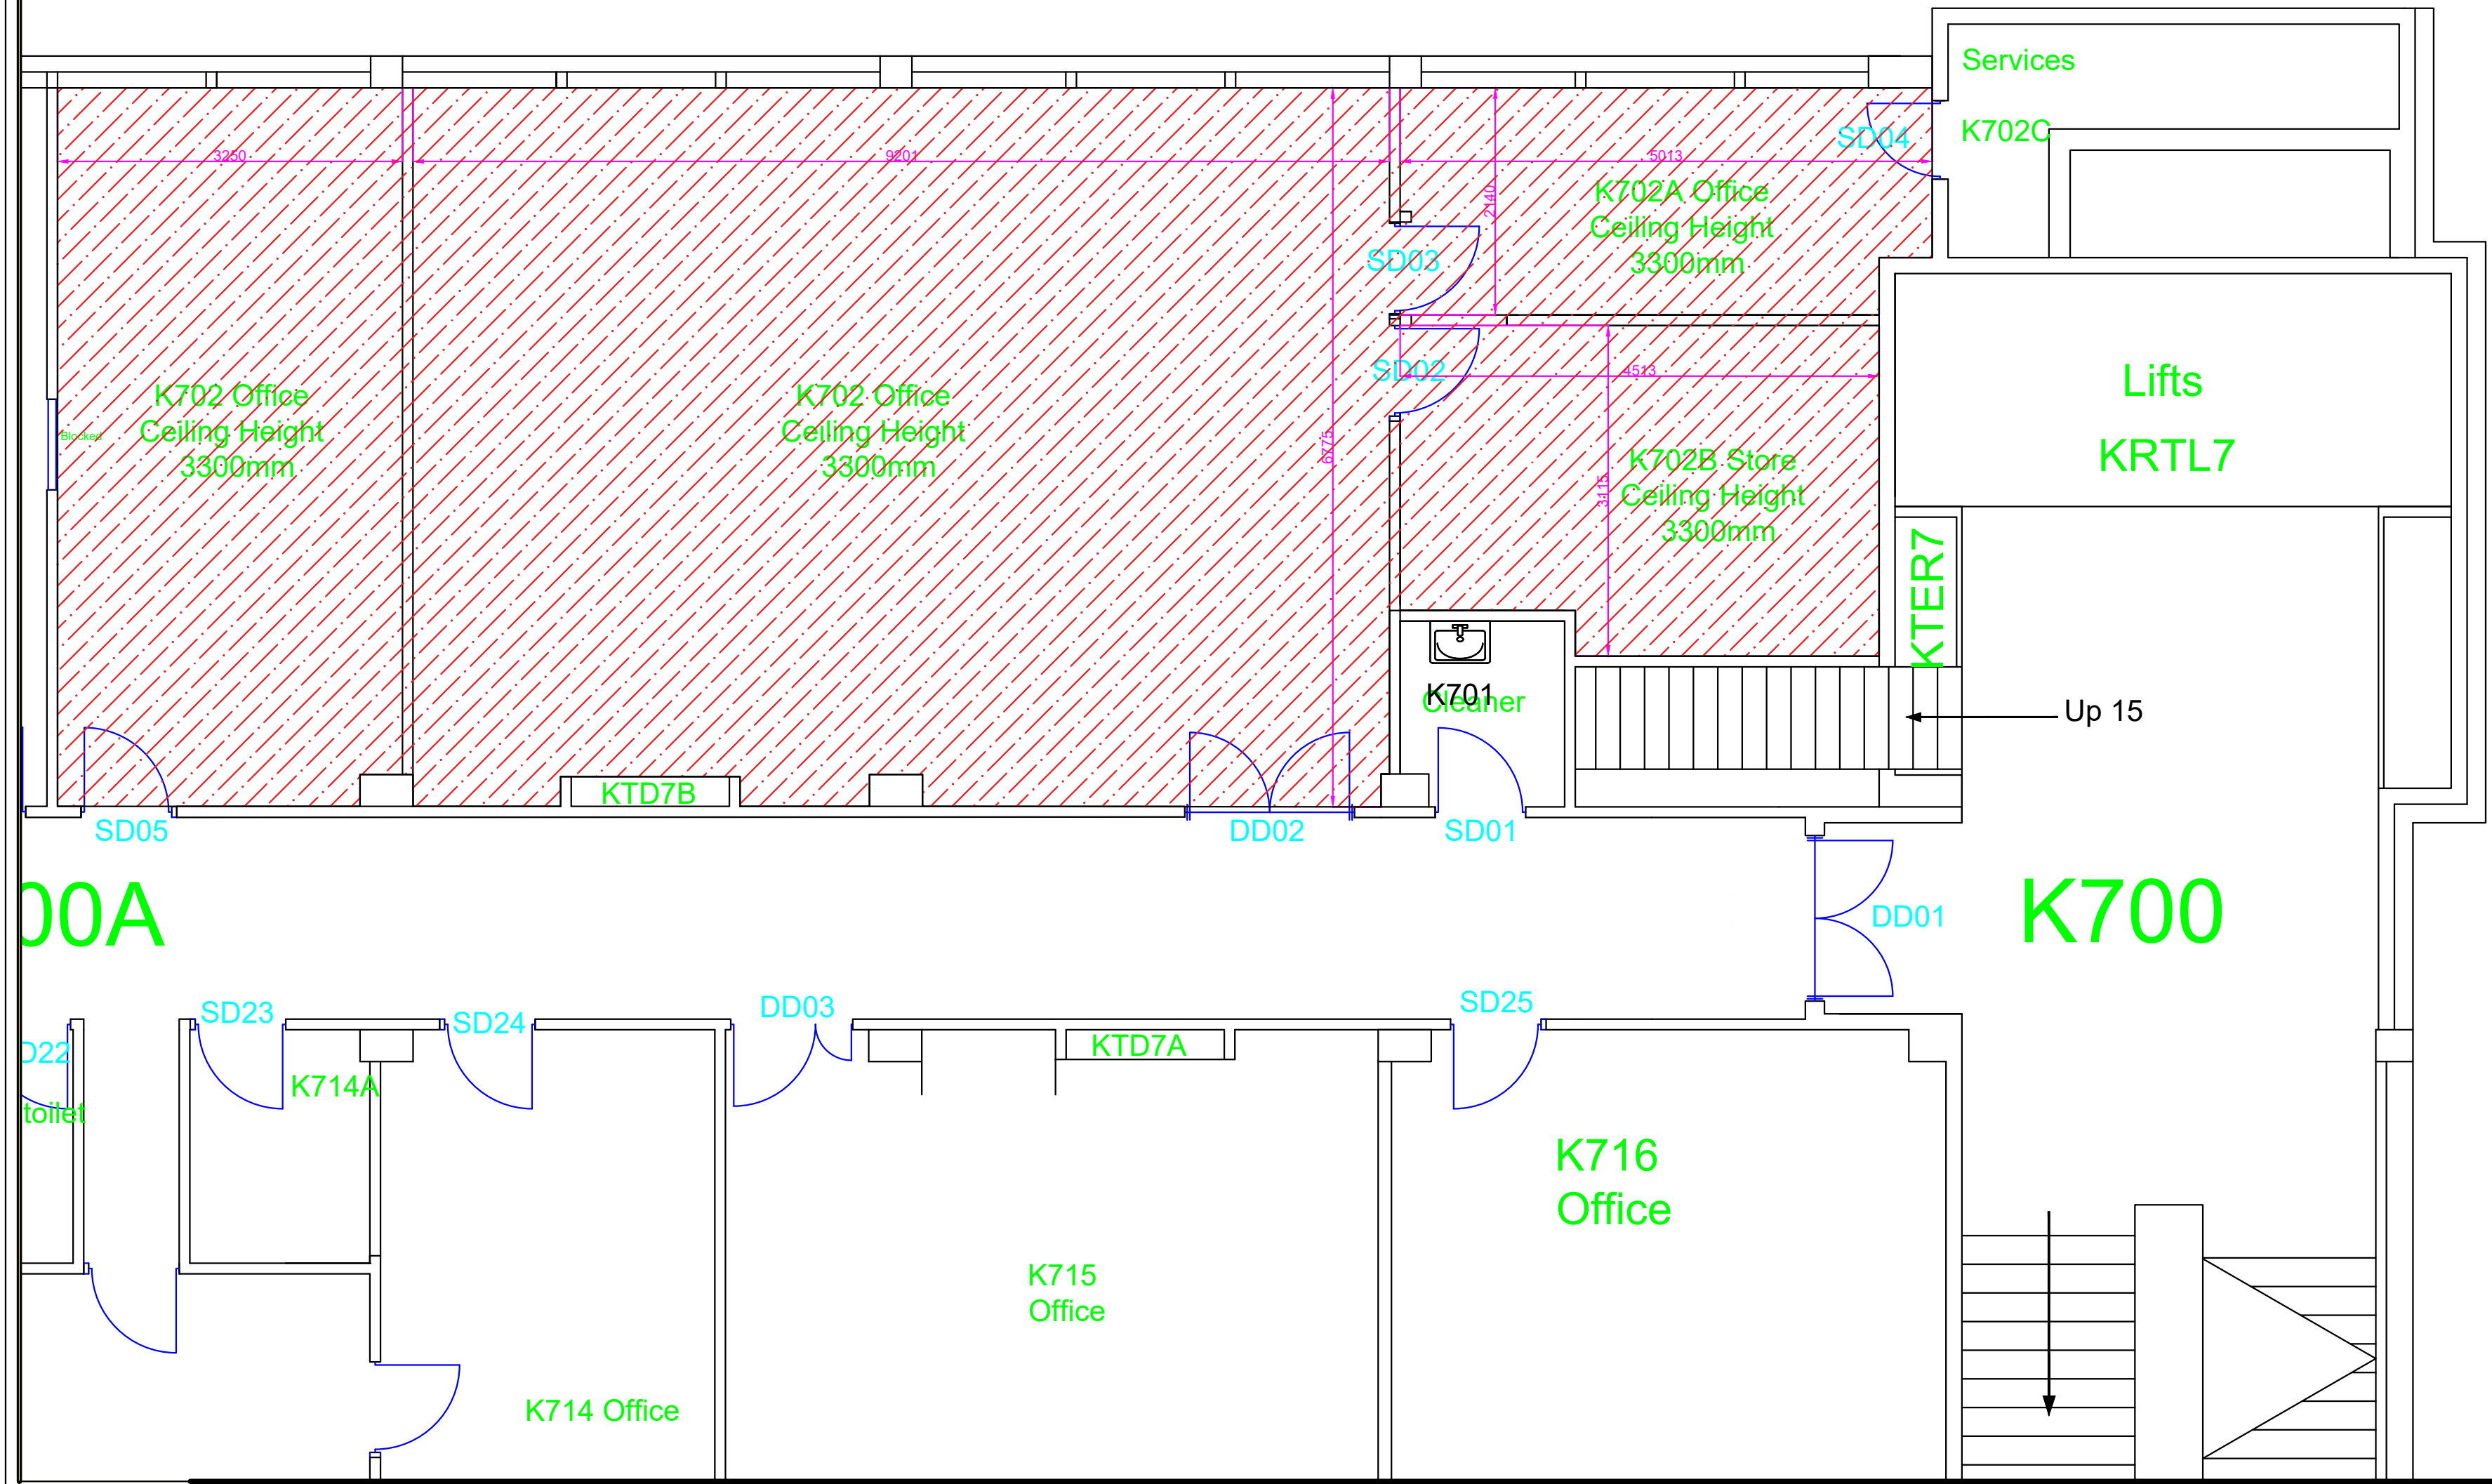 Services
K702C
SD04
3250
9201
5013
2140
K702A Office
Ceiling Height
3300mm
SD03
SD02
4513
K702 Office
Ceiling Height
3300mm
Blocked
K702 Office
Ceiling Height
3300mm
6775
K702B Store
Ceiling Height
3300mm
3115
Lifts
KRTL7
KTER7
K701
Cleaner
Up 15
KTD7B
SD05
DD02
SD01
00A
DD01
K700
SD23
SD24
DD03
SD25
D22
KTD7A
K714A
toilet
K716
Office
K715
Office
K714 Office